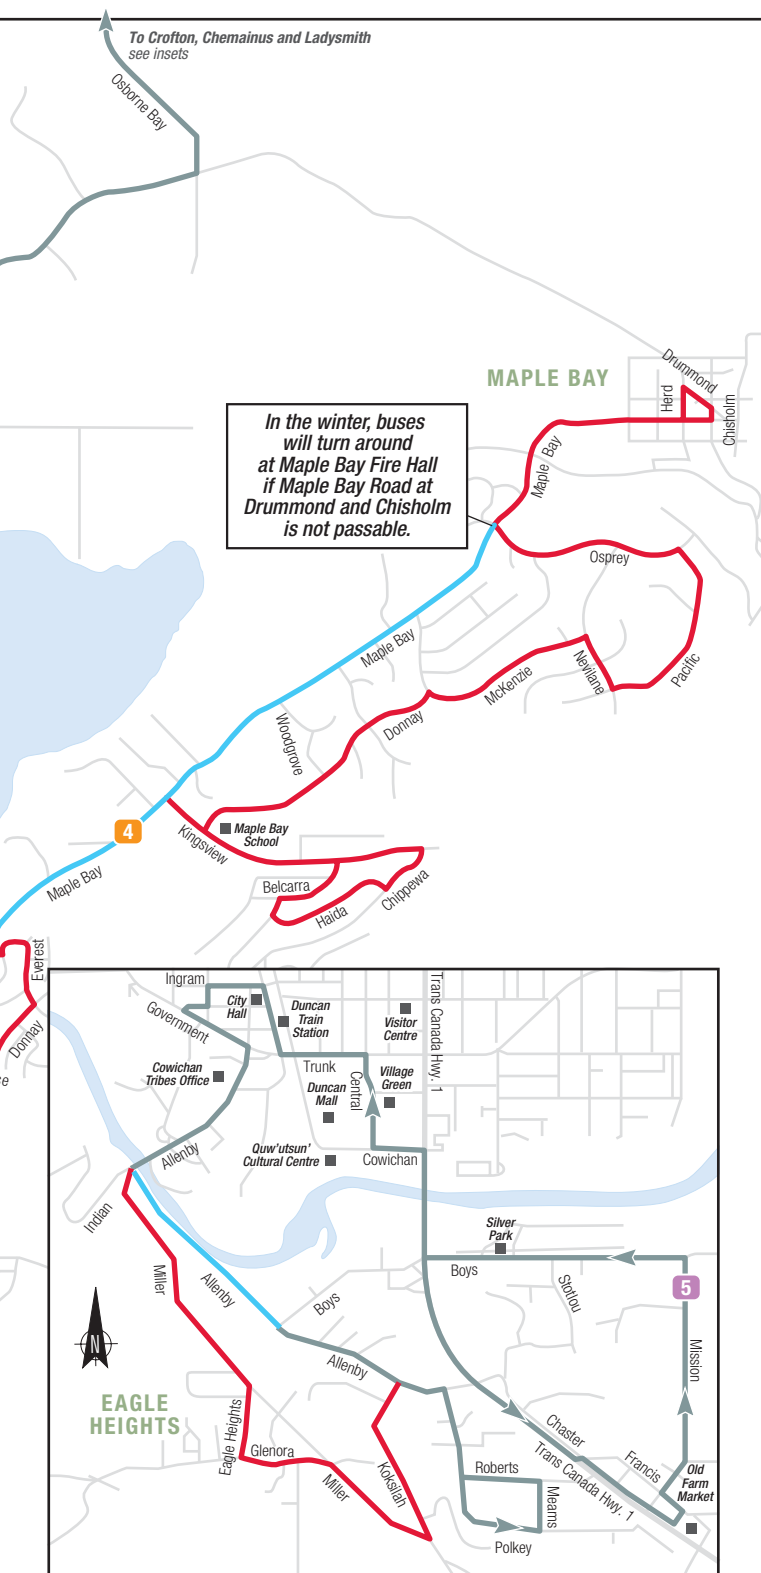 To Crofton, Chemainus and Ladysmith
see insets
Osborne Bay
MAPLE BAY
Drummond
Herd
Chisholm
In the winter, buses
will turn around
at Maple Bay Fire Hall
if Maple Bay Road at
Drummond and Chisholm
is not passable.
Maple Bay
Osprey
Maple Bay
Nevilane
Pacific
McKenzie
Donnay
Woodgrove
4
Maple Bay
School
Kingsview
Maple Bay
Belcarra
Haida
Chippewa
Everest
Donnay
Ingram
City
Hall
Duncan
Train
Station
Government
Visitor
Centre
Trans Canada Hwy. 1
Cowichan
Tribes Office
Trunk
Central
Village
Green
Duncan
Mall
Quw'utsun'
Cultural Centre
Cowichan
Allenby
Indian
Silver
Park
Boys
Stotlou
5
Miller
Allenby
Boys
N
Allenby
Mission
EAGLE
HEIGHTS
Eagle Heights
Glenora
Miller
Koksilah
Chaster
Trans Canada Hwy. 1
Francis
Old
Farm
Market
Roberts
Mearns
Polkey